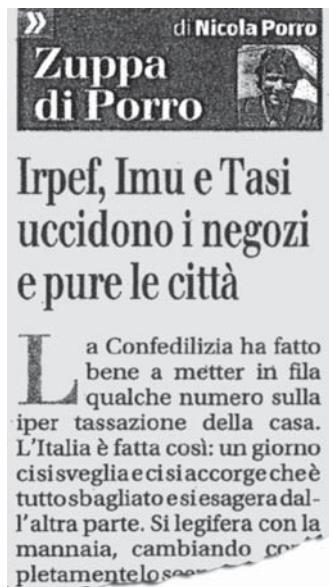 » di Nicola Porro
Zuppa
di Porro
Irpef, Imu e Tasi
uccidono i negozi
e pure le città
La Confedilizia ha fatto
bene a metter in fila
qualche numero sulla
iper tassazione della casa.
L'Italia è fatta così: un giorno
ci si sveglia e ci si accorge che è
tutto sbagliato e si esagera dal-
l'altra parte. Si legifera con la
mannaia, cambiando
pletamente lo